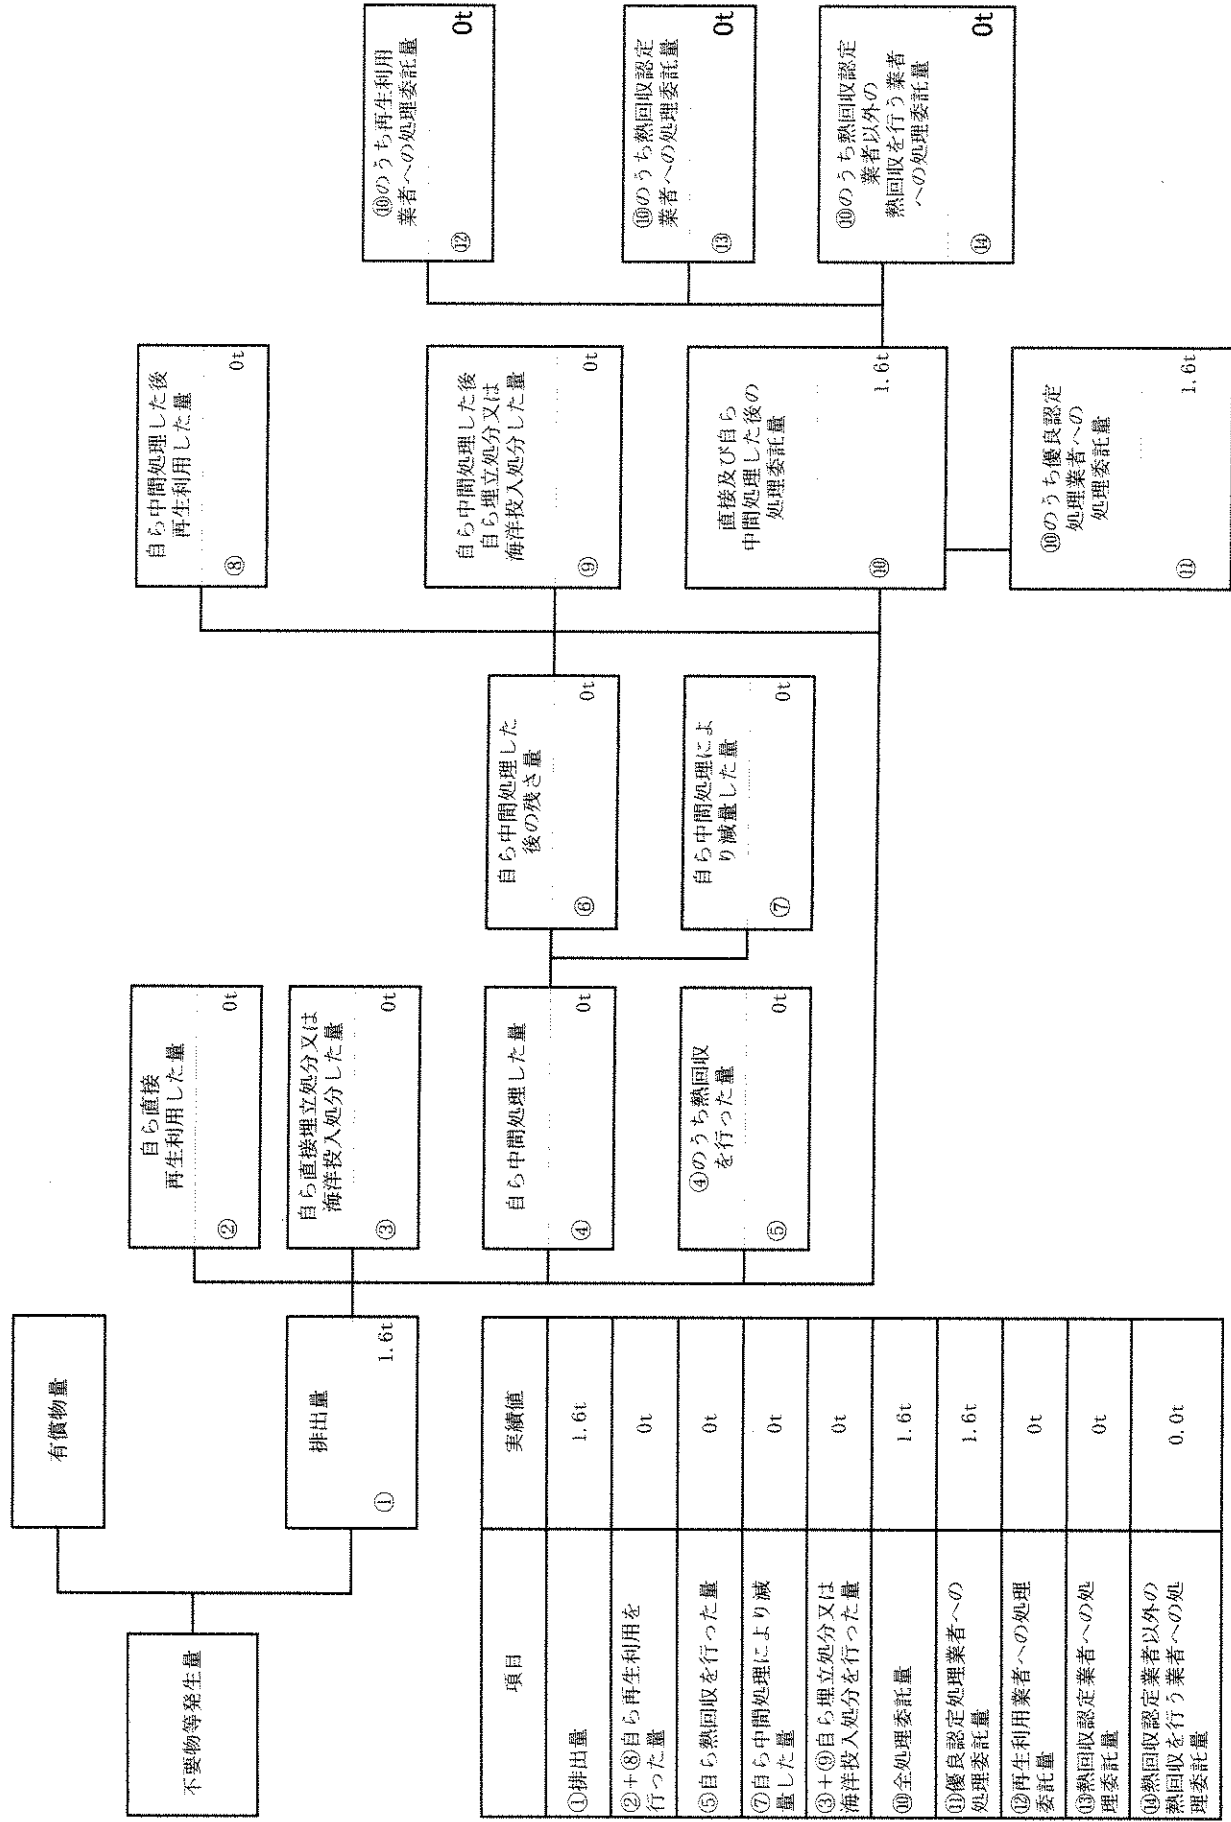 不要物等発生量
有償物量
排出量
①
1.6t
自ら直接
再生利用した量
②
0t
自ら直接埋立処分又は
海洋投入処分した量
③
0t
自ら中間処理した量
④
0t
④のうち熱回収
を行った量
⑤
0t
自ら中間処理した
後の残さ量
⑥
0t
自ら中間処理によ
り減量した量
⑦
0t
自ら中間処理した後
再生利用した量
⑧
0t
自ら中間処理した後
自ら埋立処分又は
海洋投入処分した量
⑨
0t
直接及び自ら
中間処理した後の
処理委託量
⑩
1.6t
⑩のうち優良認定
処理業者への
処理委託量
⑪
1.6t
⑩のうち再生利用
業者への処理委託量
⑫
0t
⑩のうち熱回収認定
業者への処理委託量
⑬
0t
⑩のうち熱回収認定
業者以外の
熱回収を行う業者
への処理委託量
⑭
0t
項目
実績値
①排出量
1.6t
②+⑧自ら再生利用を
行った量
0t
⑤自ら熱回収を行った量
0t
⑦自ら中間処理により減
量した量
0t
③+⑨自ら埋立処分又は
海洋投入処分を行った量
0t
⑩全処理委託量
1.6t
⑪優良認定処理業者への
処理委託量
1.6t
⑫再生利用業者への処理
委託量
0t
⑬熱回収認定業者への処
理委託量
0t
⑭熱回収認定業者以外の
熱回収を行う業者への処
理委託量
0.0t